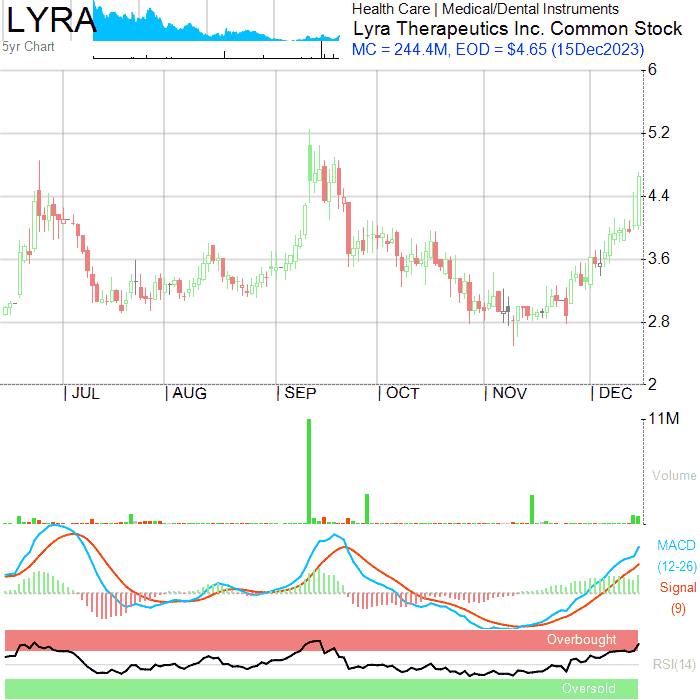 LYRA
5yr Chart
Health Care | Medical/Dental Instruments
Lyra Therapeutics Inc. Common Stock
MC = 244.4M, EOD = $4.65 (15Dec2023)
6
5.2
4.4
3.6
2.8
2
| JUL | AUG | SEP | OCT | NOV | DEC
11M
Volume
MACD
(12-26)
Signal
(9)
Overbought
RSI(14)
Oversold